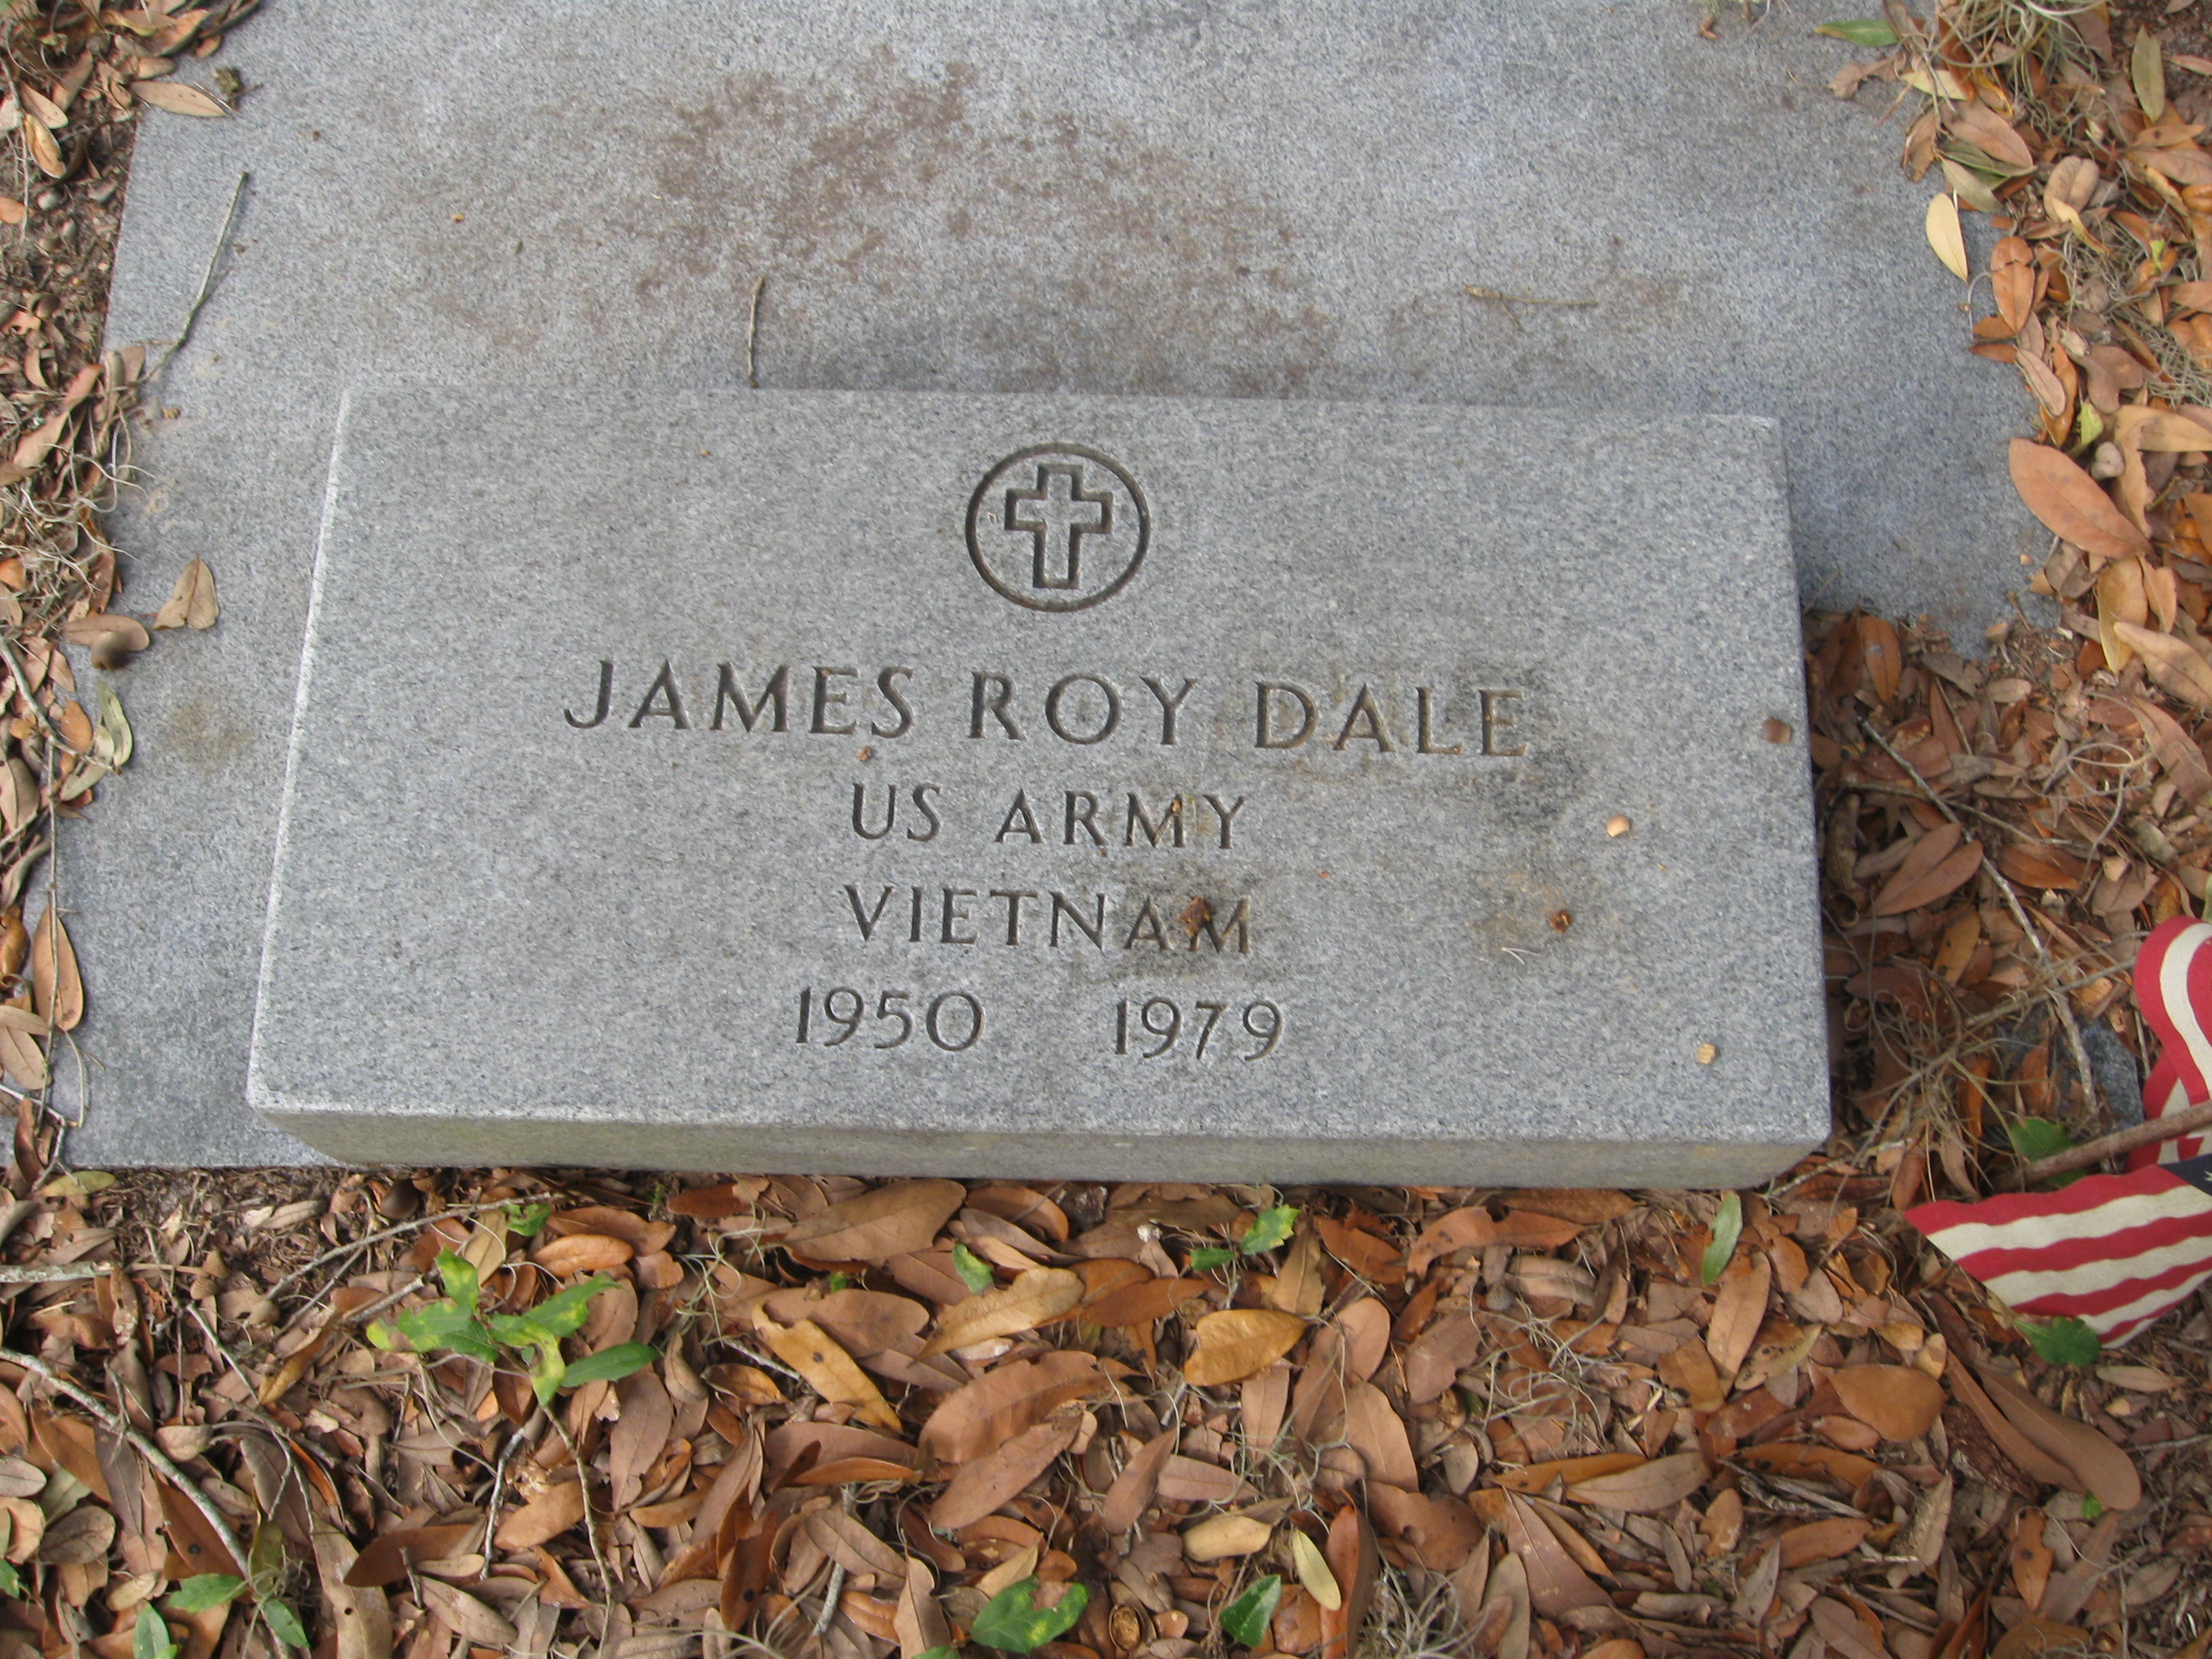 JAMES ROY DALE
US ARMY
VIETNAM
1950 1979